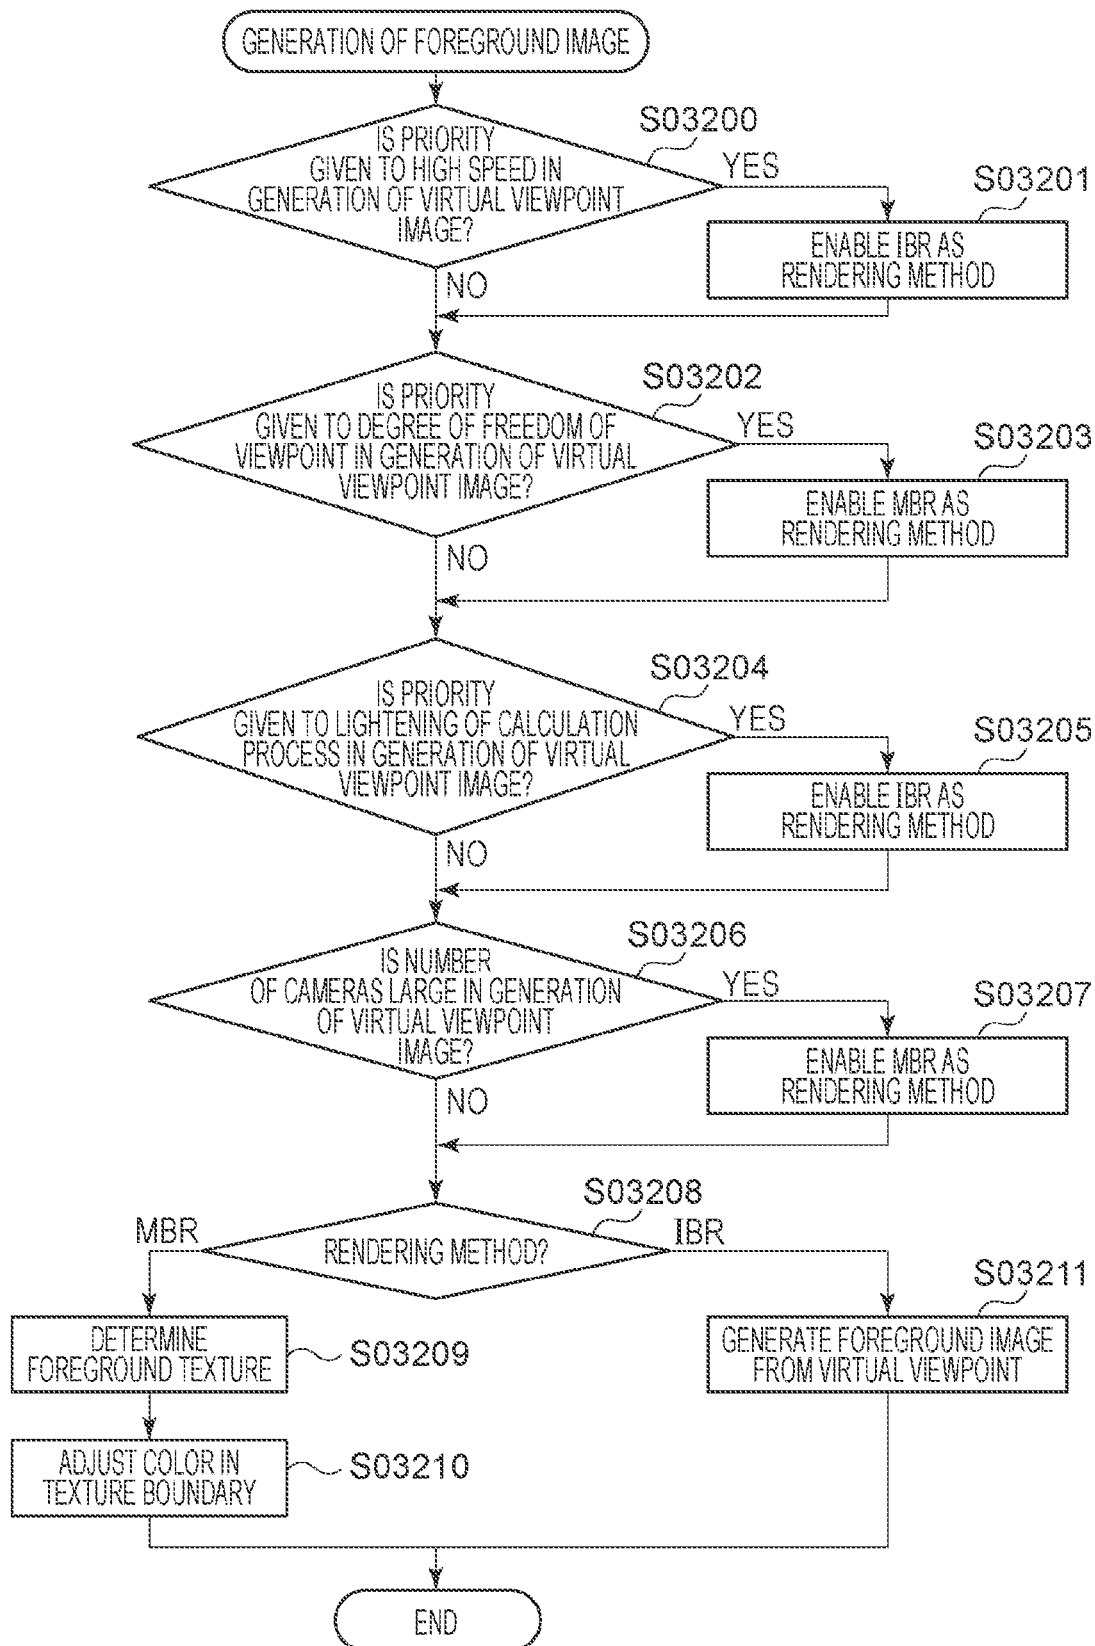 GENERATION OF FOREGROUND IMAGE
S03200
IS PRIORITY
GIVEN TO HIGH SPEED IN
GENERATION OF VIRTUAL VIEWPOINT
IMAGE?
YES
S03201
ENABLE IBR AS
RENDERING METHOD
NO
S03202
IS PRIORITY
GIVEN TO DEGREE OF FREEDOM OF
VIEWPOINT IN GENERATION OF VIRTUAL
VIEWPOINT IMAGE?
YES
S03203
ENABLE MBR AS
RENDERING METHOD
NO
S03204
IS PRIORITY
GIVEN TO LIGHTENING OF CALCULATION
PROCESS IN GENERATION OF VIRTUAL
VIEWPOINT IMAGE?
YES
S03205
ENABLE IBR AS
RENDERING METHOD
NO
S03206
IS NUMBER
OF CAMERAS LARGE IN GENERATION
OF VIRTUAL VIEWPOINT
IMAGE?
YES
S03207
ENABLE MBR AS
RENDERING METHOD
NO
S03208
MBR
RENDERING METHOD?
IBR
S03211
DETERMINE
FOREGROUND TEXTURE
S03209
GENERATE FOREGROUND IMAGE
FROM VIRTUAL VIEWPOINT
ADJUST COLOR IN
TEXTURE BOUNDARY
S03210
END